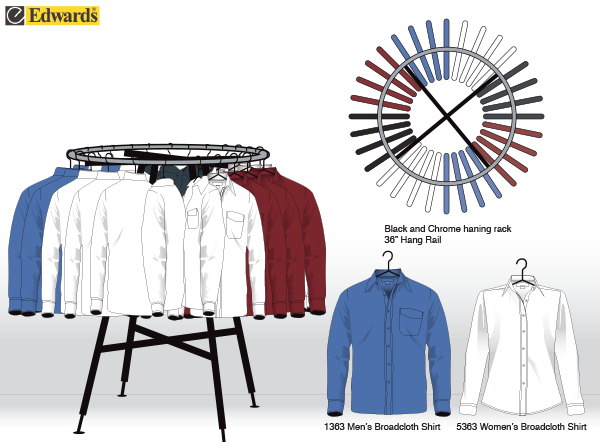 e Edwards®
Black and Chrome haning rack
36" Hang Rail
1363 Men's Broadcloth Shirt
5363 Women's Broadcloth Shirt